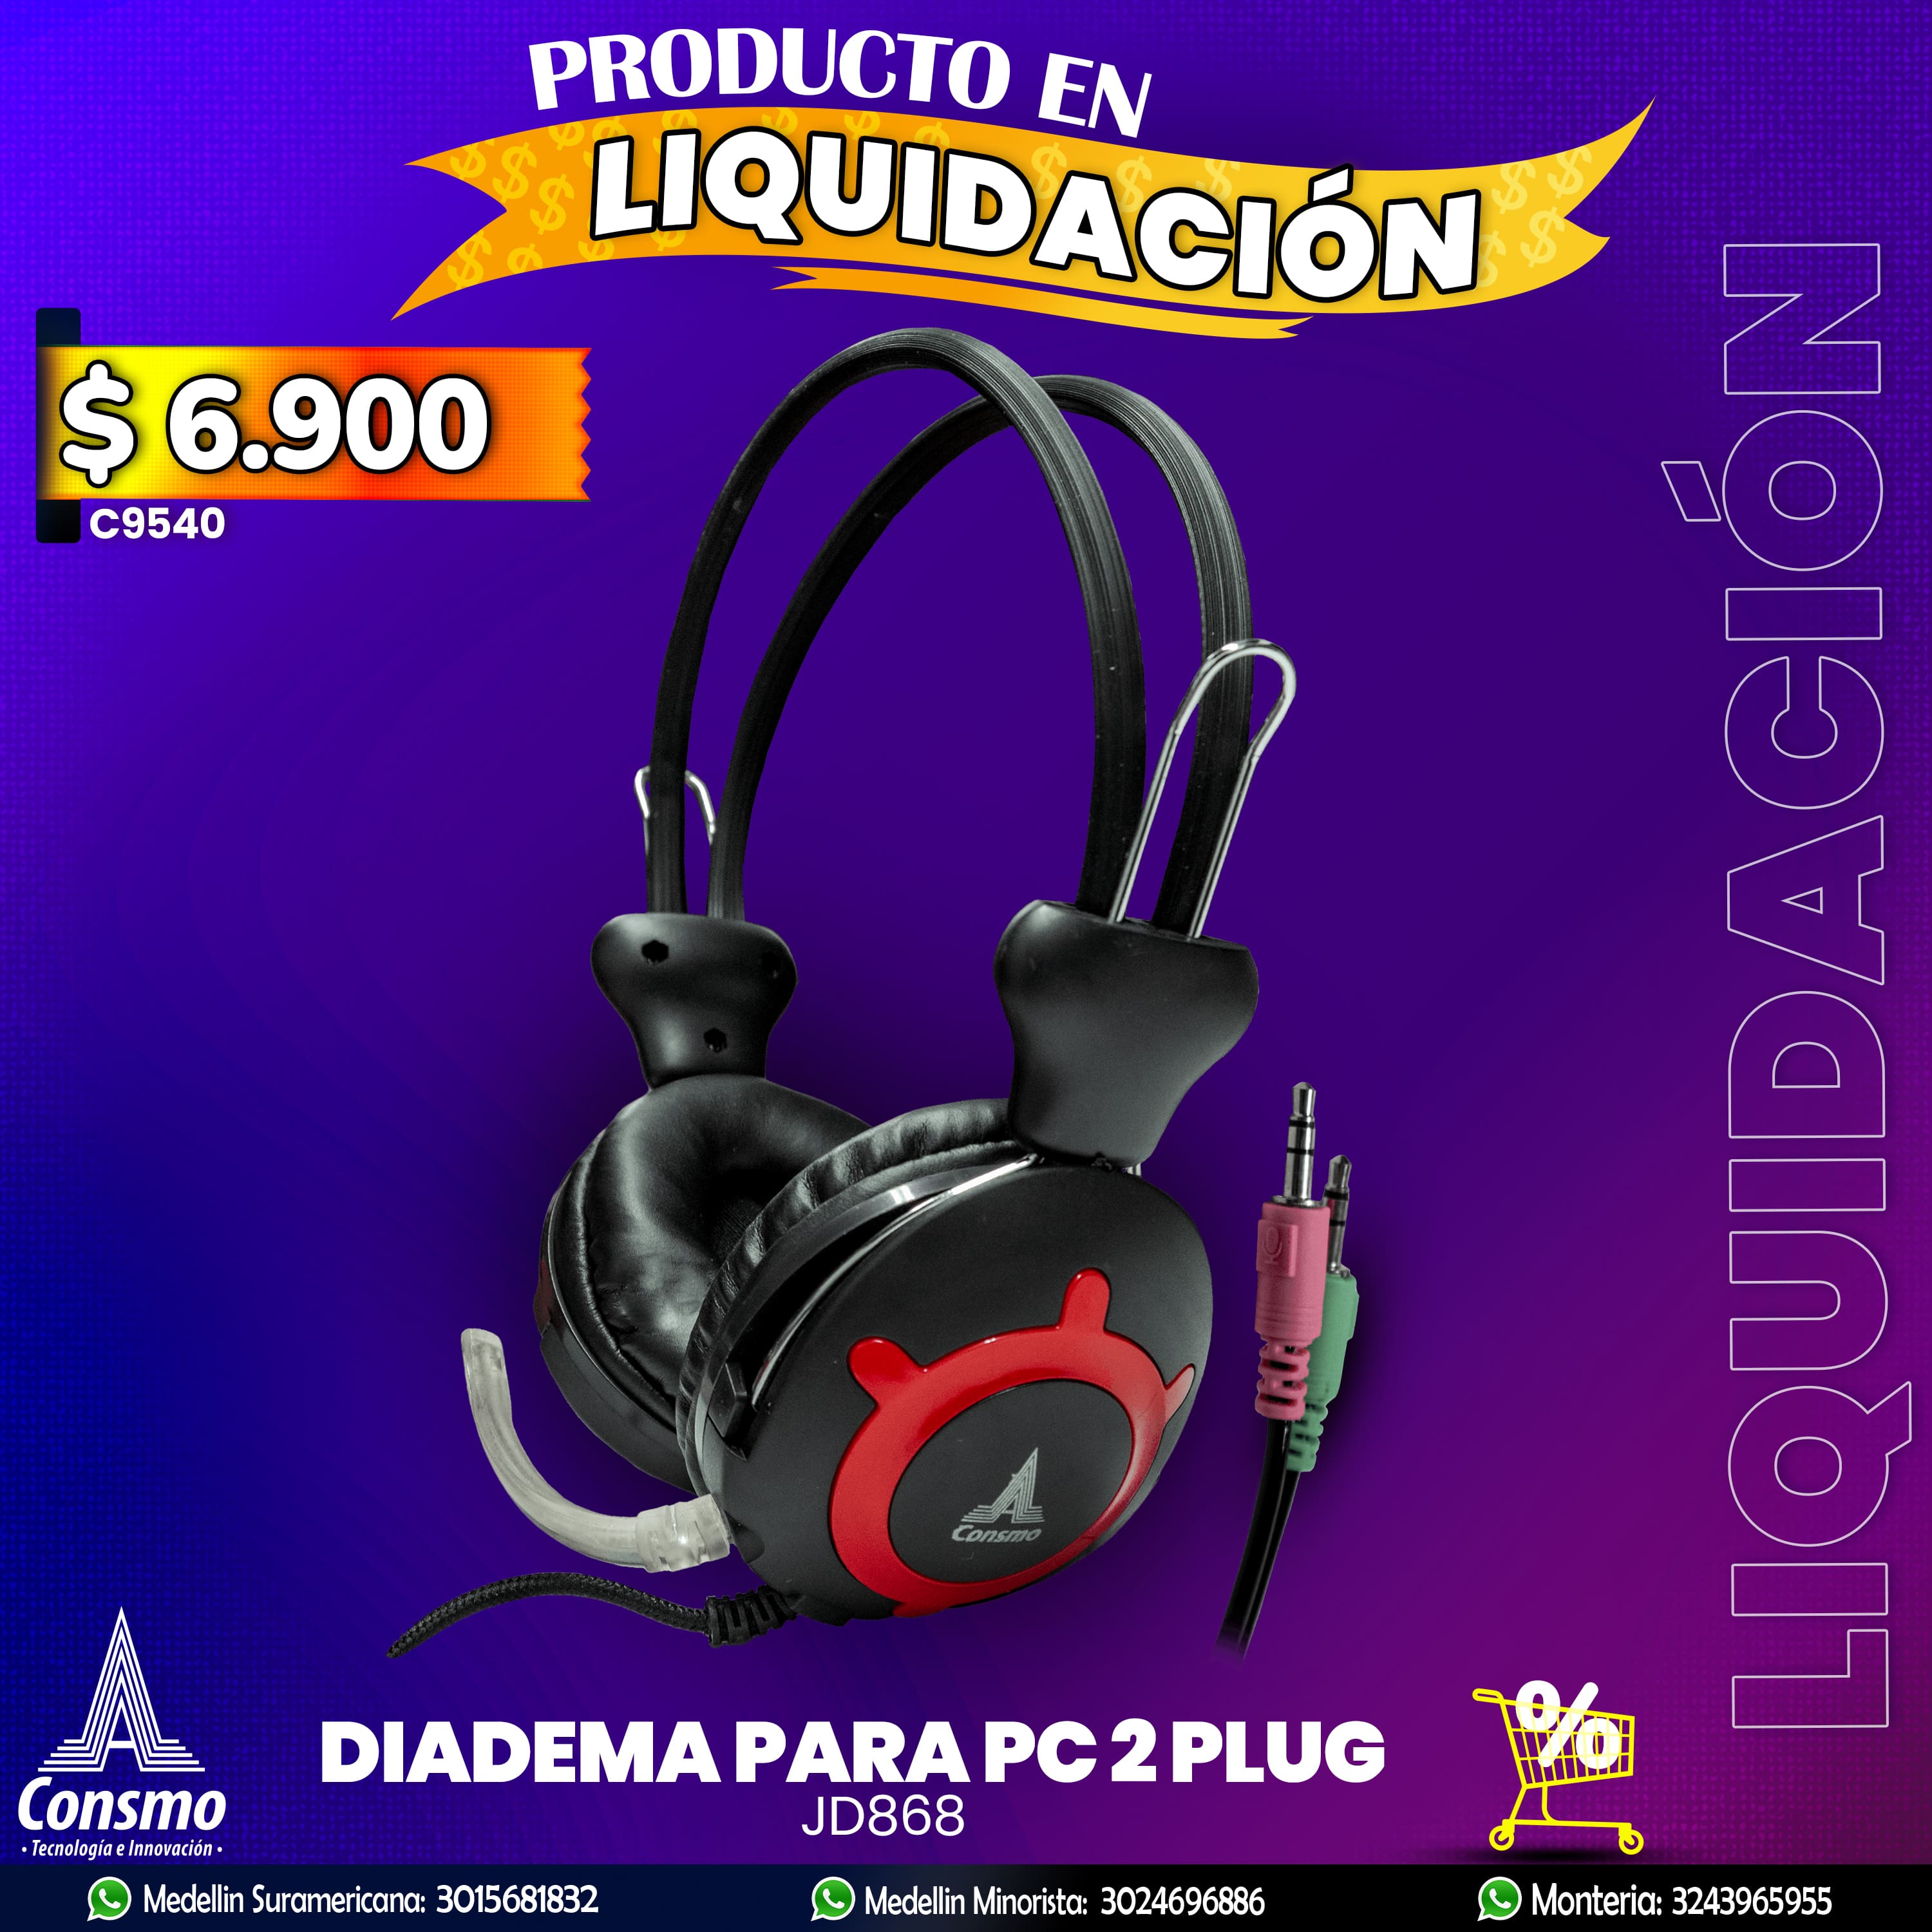 PRODUCTO EN
LIQUIDACIÓN
$ 6.900
C9540
LIQUIDACIÓN
Consmo
Consmo
• Tecnología e Innovación •
DIADEMA PARA PC 2 PLUG
JD868
%
Medellin Suramericana: 3015681832
Medellin Minorista: 3024696886
Monteria: 3243965955